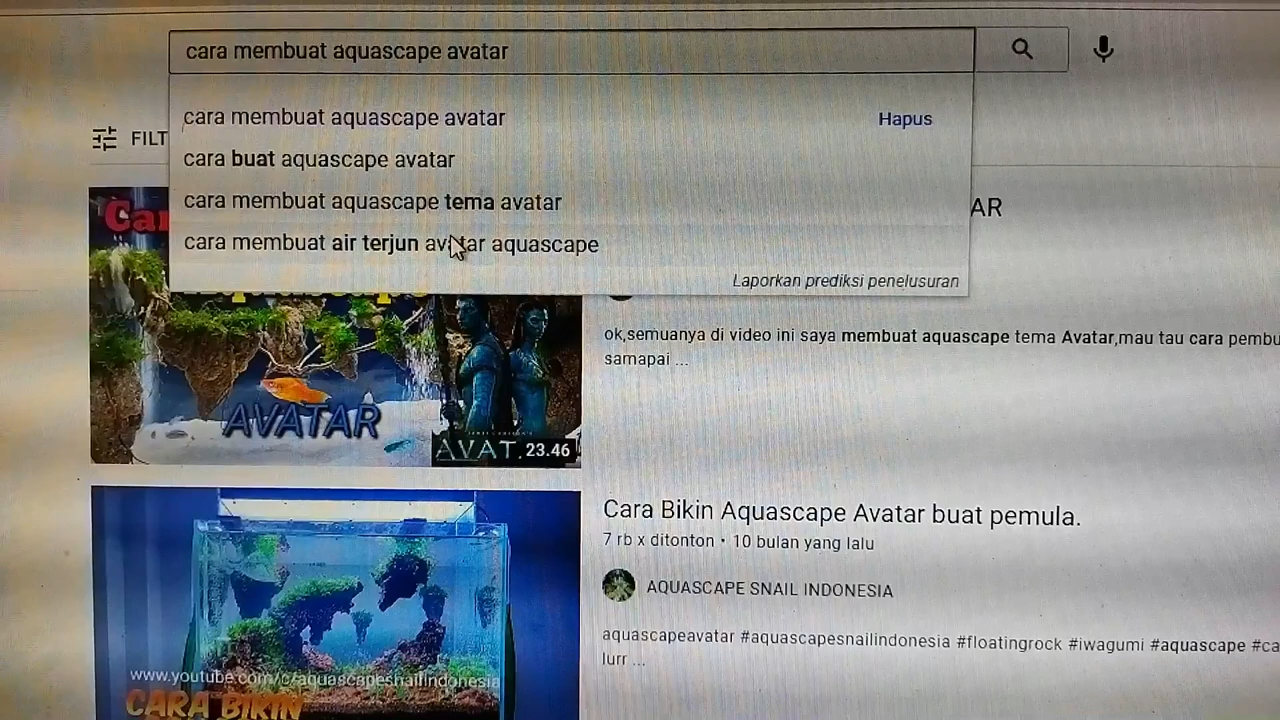 cara membuat aquascape avatar
cara membuat aquascape avatar
Hapus
cara buat aquascape avatar
cara membuat aquascape tema avatar
cara membuat air terjun avatar aquascape
Laporkan prediksi penelusuran
FILT
AR
Car
AVATAR
AVAT
23.46
ok,semuanya di video ini saya membuat aquascape tema Avatar,mau tau cara pembu
samapai ...
Cara Bikin Aquascape Avatar buat pemula.
7 rb x ditonton • 10 bulan yang lalu
AQUASCAPE SNAIL INDONESIA
aquascapeavatar #aquascapesnailindonesia #floatingrock #iwagumi #aquascape #ca
lurr ...
www.youtube.com/c/aquascapesnailindonesia
CARA BIKIN